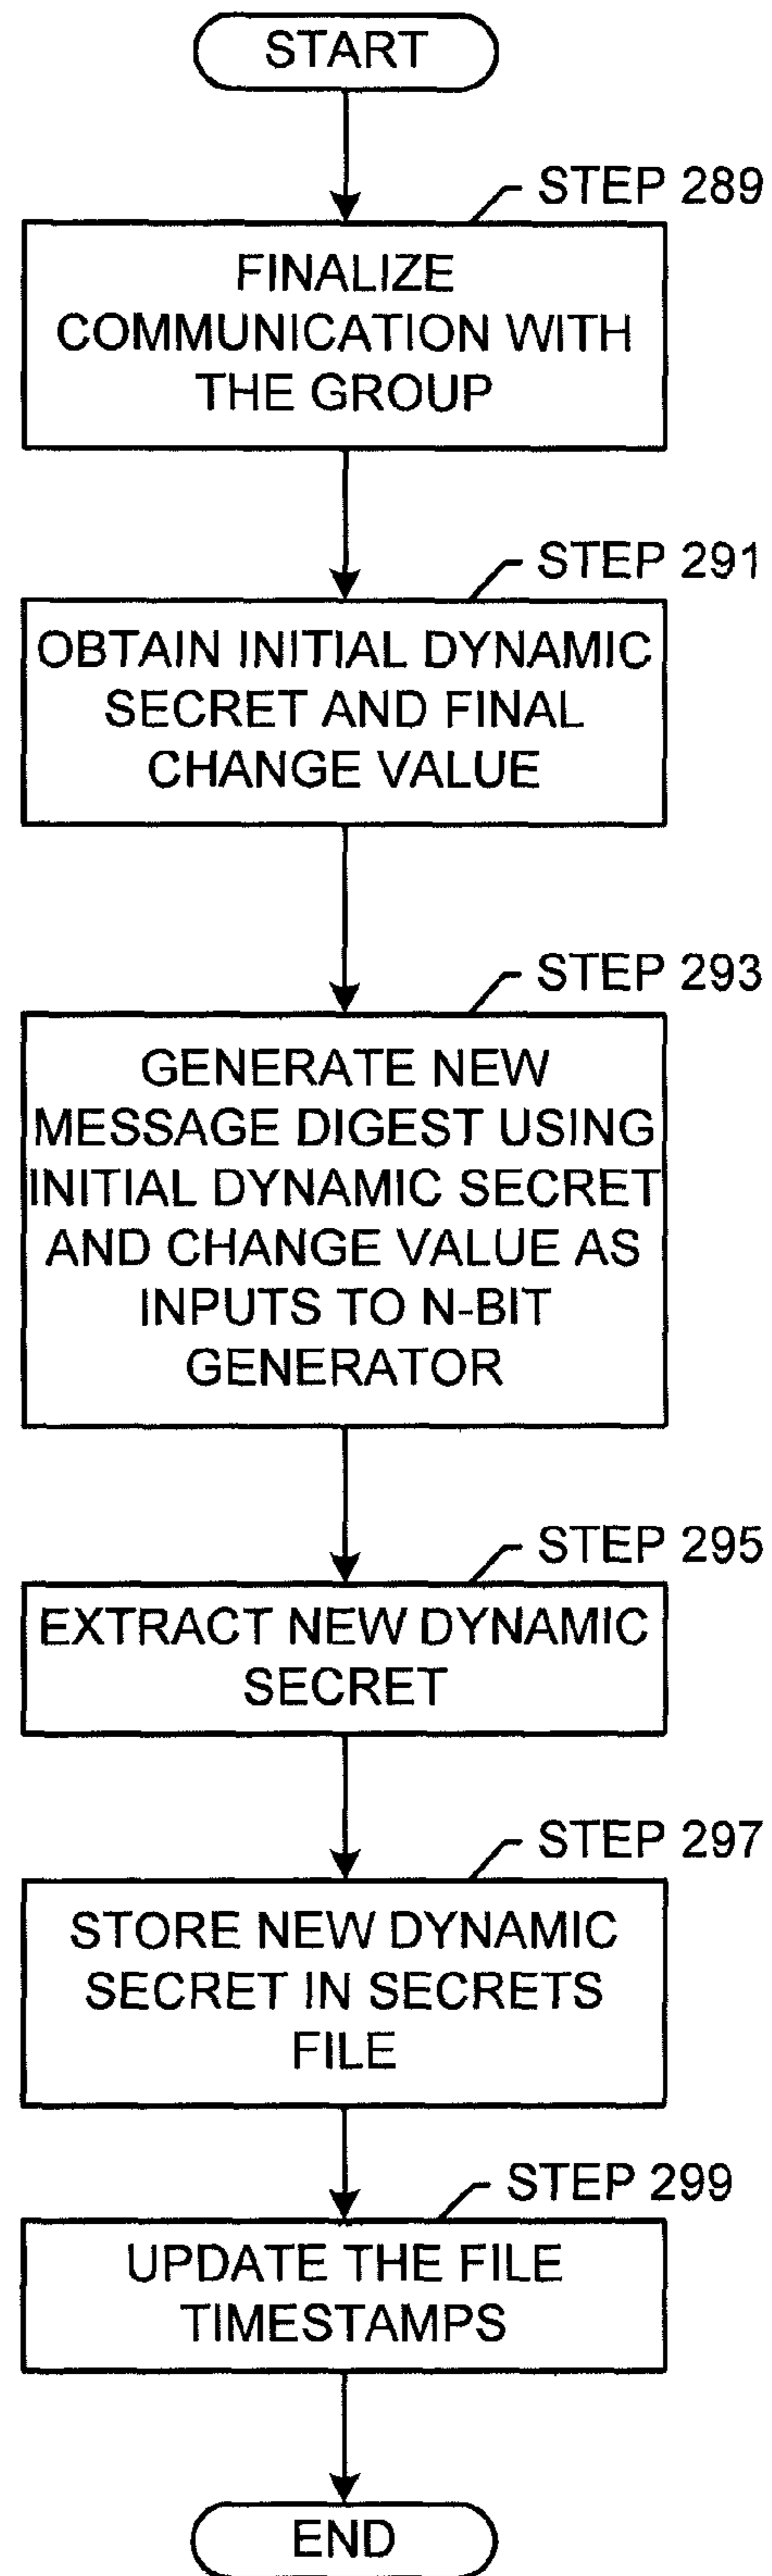 START
STEP 289
FINALIZE
COMMUNICATION WITH
THE GROUP
STEP 291
OBTAIN INITIAL DYNAMIC
SECRET AND FINAL
CHANGE VALUE
STEP 293
GENERATE NEW
MESSAGE DIGEST USING
INITIAL DYNAMIC SECRET
AND CHANGE VALUE AS
INPUTS TO N-BIT
GENERATOR
STEP 295
EXTRACT NEW DYNAMIC
SECRET
STEP 297
STORE NEW DYNAMIC
SECRET IN SECRETS
FILE
STEP 299
UPDATE THE FILE
TIMESTAMPS
END